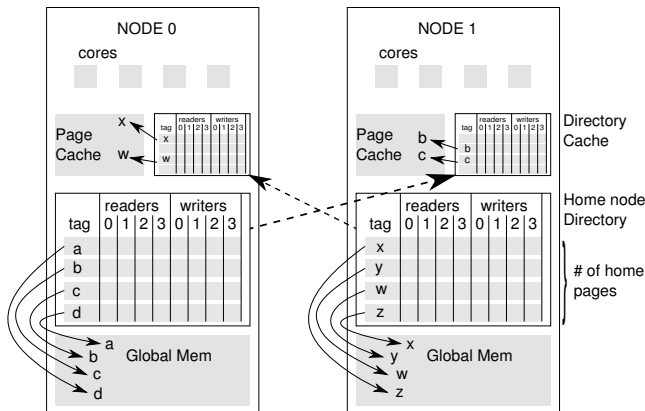 NODE 0
cores
x
w
Page
Cache
readers writers
tag 0 1 2 3 0 1 2 3
x
w
readers writers
tag 0 1 2 3 0 1 2 3
a
b
c
d
a
b
c
d
Global Mem
NODE 1
cores
b
c
Page
Cache
readers writers
tag 0 1 2 3 0 1 2 3
b
c
Directory
Cache
readers writers
tag 0 1 2 3 0 1 2 3
x
y
w
z
Home node
Directory
# of home
pages
x
y
w
z
Global Mem